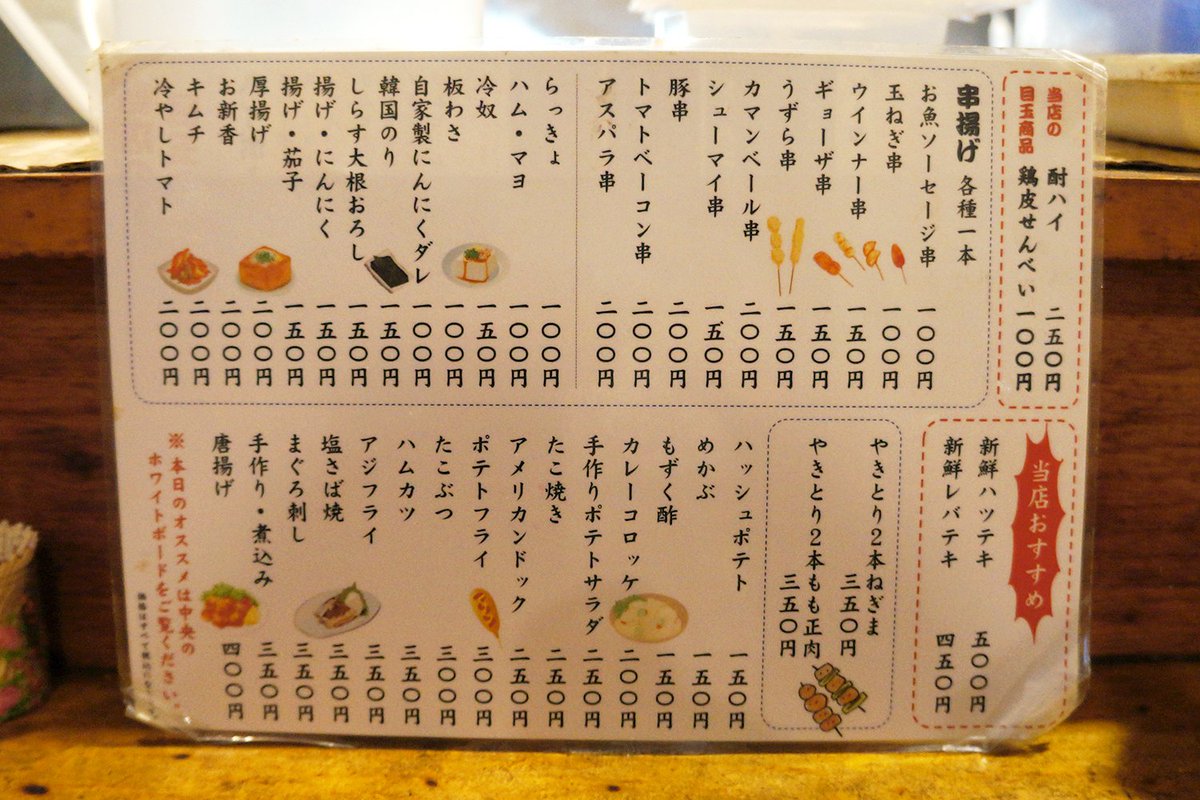 当店の
目玉商品
酎ハイ 二五〇円
鶏皮せんべい 一〇〇円
串揚げ 各種一本
お魚ソーセージ串 一〇〇円
玉ねぎ串 一〇〇円
ウインナー串 一五〇円
ギョーザ串 一五〇円
うずら串 一五〇円
カマンベール串 二〇〇円
シューマイ串 一五〇円
豚串 二〇〇円
トマトベーコン串 二〇〇円
アスパラ串 二〇〇円
らっきょ 一〇〇円
ハム・マヨ 一〇〇円
冷奴 一五〇円
板わさ 二〇〇円
自家製にんにくダレ 一〇〇円
韓国のり 一五〇円
しらす大根おろし 一五〇円
揚げ・にんにく 一五〇円
揚げ・茄子 一五〇円
厚揚げ 二〇〇円
お新香 二〇〇円
キムチ 二〇〇円
冷やしトマト 二〇〇円
当店おすすめ
新鮮ハツテキ 五〇〇円
新鮮レバテキ 四五〇円
やきとり2本ねぎま 三五〇円
やきとり2本もも正肉 三五〇円
ハッシュポテト 一五〇円
めかぶ 一五〇円
もずく酢 一五〇円
カレーコロッケ 二〇〇円
手作りポテトサラダ 二五〇円
たこ焼き 二五〇円
アメリカンドック 二五〇円
ポテトフライ 三〇〇円
たこぶつ 三五〇円
ハムカツ 三五〇円
アジフライ 三五〇円
塩さば焼 三五〇円
まぐろ刺し 三五〇円
手作り・煮込み 三五〇円
唐揚げ 四〇〇円
※本日のオススメは中央の
ホワイトボードをご覧ください。